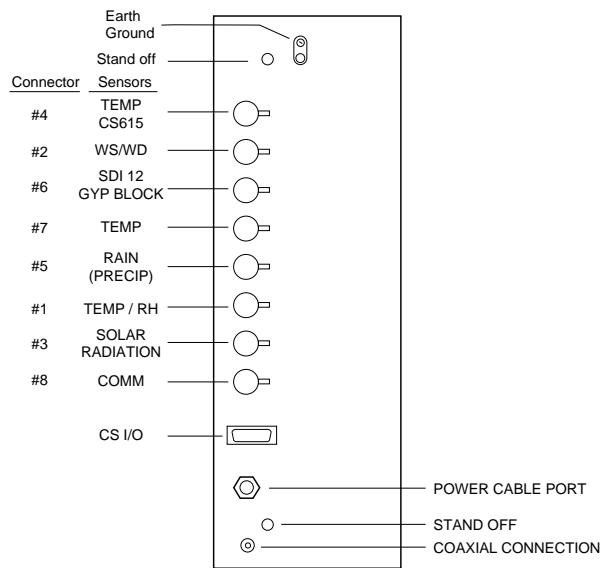 Earth
Ground
Stand off
Connector Sensors
#4 TEMP
CS615
#2 WS/WD
#6 SDI 12
GYP BLOCK
#7 TEMP
#5 RAIN
(PRECIP)
#1 TEMP / RH
#3 SOLAR
RADIATION
#8 COMM
CS I/O
POWER CABLE PORT
STAND OFF
COAXIAL CONNECTION